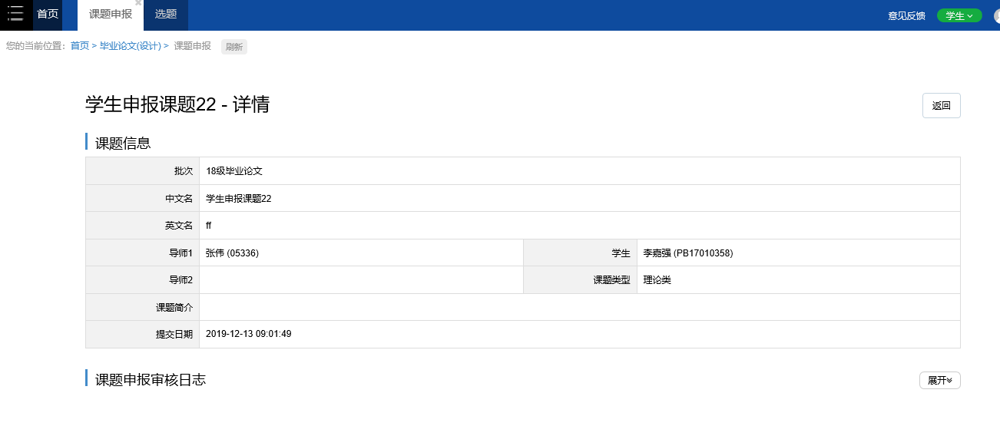 首页 课题申报 选题 意见反馈 学生
您的当前位置: 首页 > 毕业论文(设计) > 课题申报 刷新
学生申报课题22 - 详情 返回
课题信息
批次 18级毕业论文
中文名 学生申报课题22
英文名 ff
导师1 张伟 (05336) 学生 李嘉强 (PB17010358)
导师2 课题类型 理论类
课题简介
提交日期 2019-12-13 09:01:49
课题申报审核日志 展开